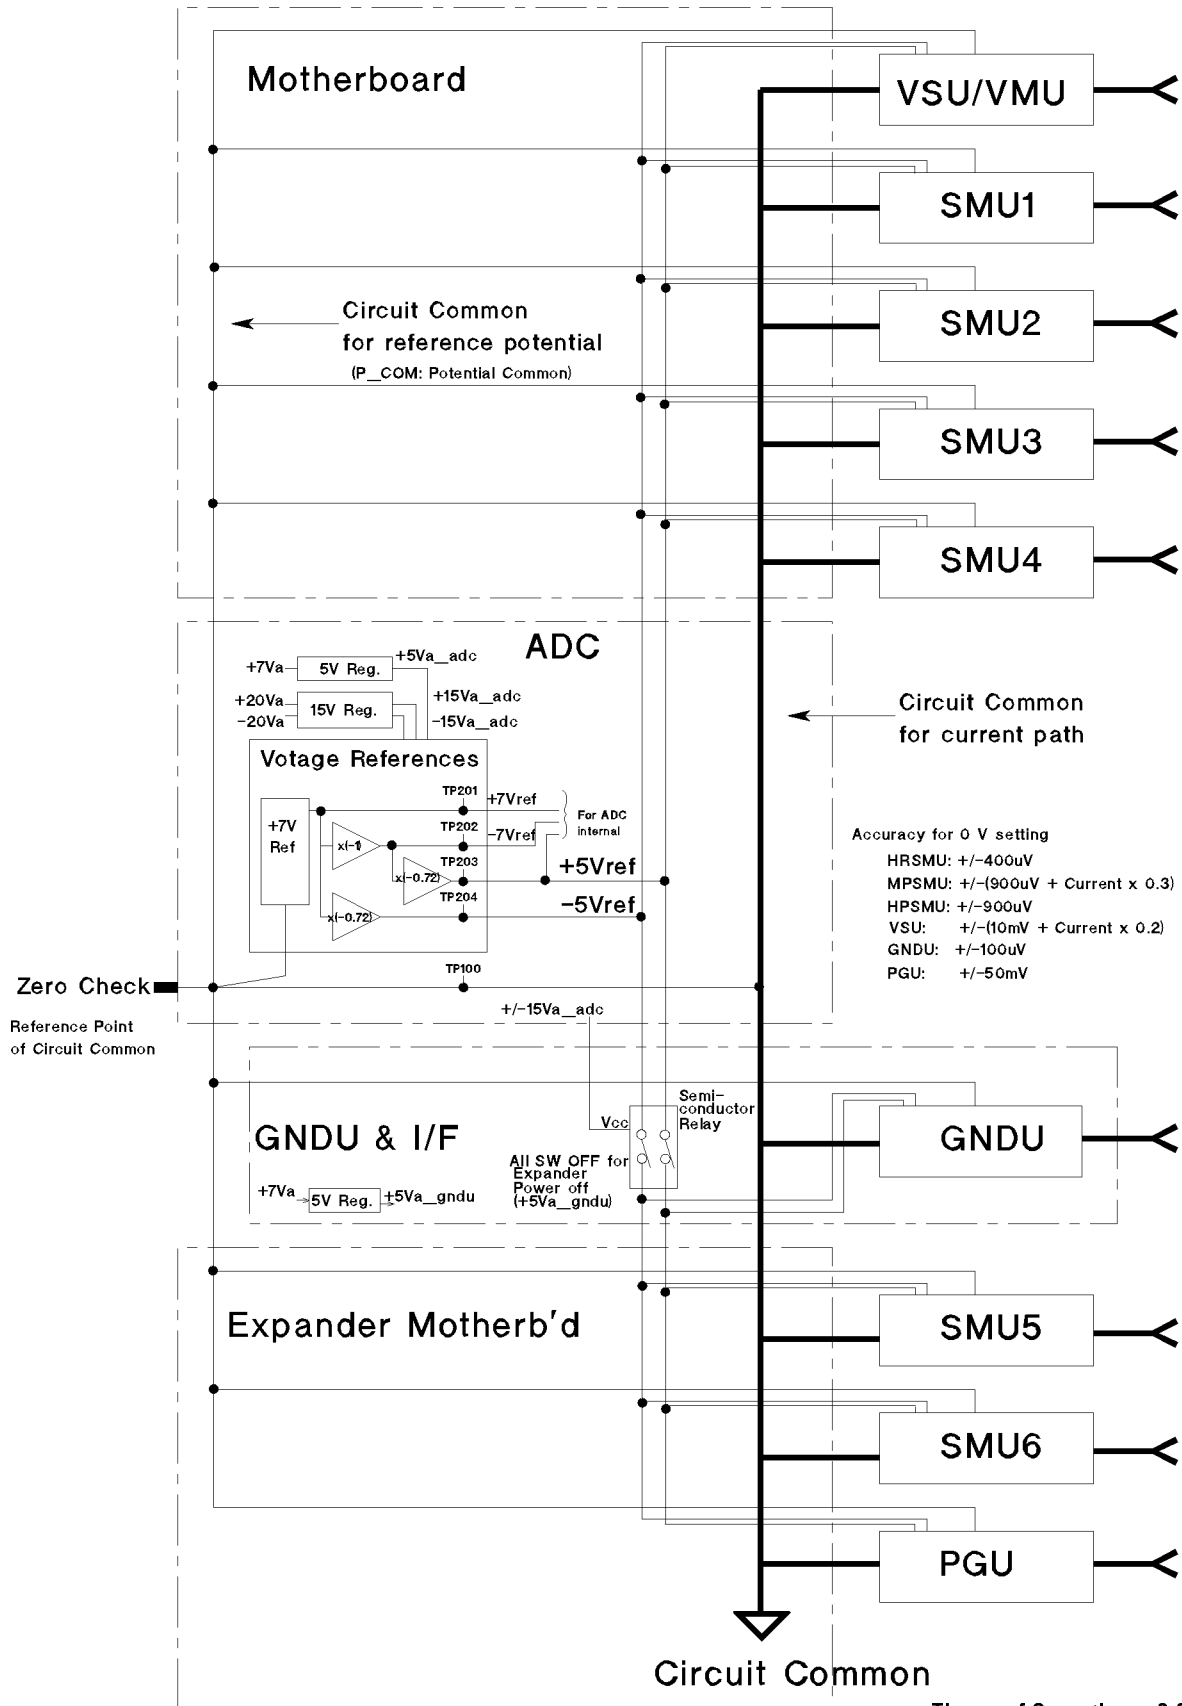 Motherboard
VSU/VMU
SMU1
SMU2
Circuit Common
for reference potential
(P_COM: Potential Common)
SMU3
SMU4
ADC
+7Va
5V Reg.
+5Va_adc
+20Va
-20Va
15V Reg.
+15Va_adc
-15Va_adc
Circuit Common
for current path
Votage References
+7V
Ref
x(-1)
x(-0.72)
x(-0.72)
TP201
+7Vref
TP202
-7Vref
For ADC
internal
TP203
+5Vref
TP204
-5Vref
Accuracy for 0 V setting
HRSMU: +/-400uV
MPSMU: +/-(900uV + Current x 0.3)
HPSMU: +/-900uV
VSU: +/-(10mV + Current x 0.2)
GNDU: +/-100uV
PGU: +/-50mV
TP100
Zero Check
Reference Point
of Circuit Common
+/-15Va_adc
GNDU & I/F
Vcc
Semi-
conductor
Relay
GNDU
All SW OFF for
Expander
Power off
(+5Va_gndu)
+7Va
5V Reg.
+5Va_gndu
Expander Motherb'd
SMU5
SMU6
PGU
Circuit Common